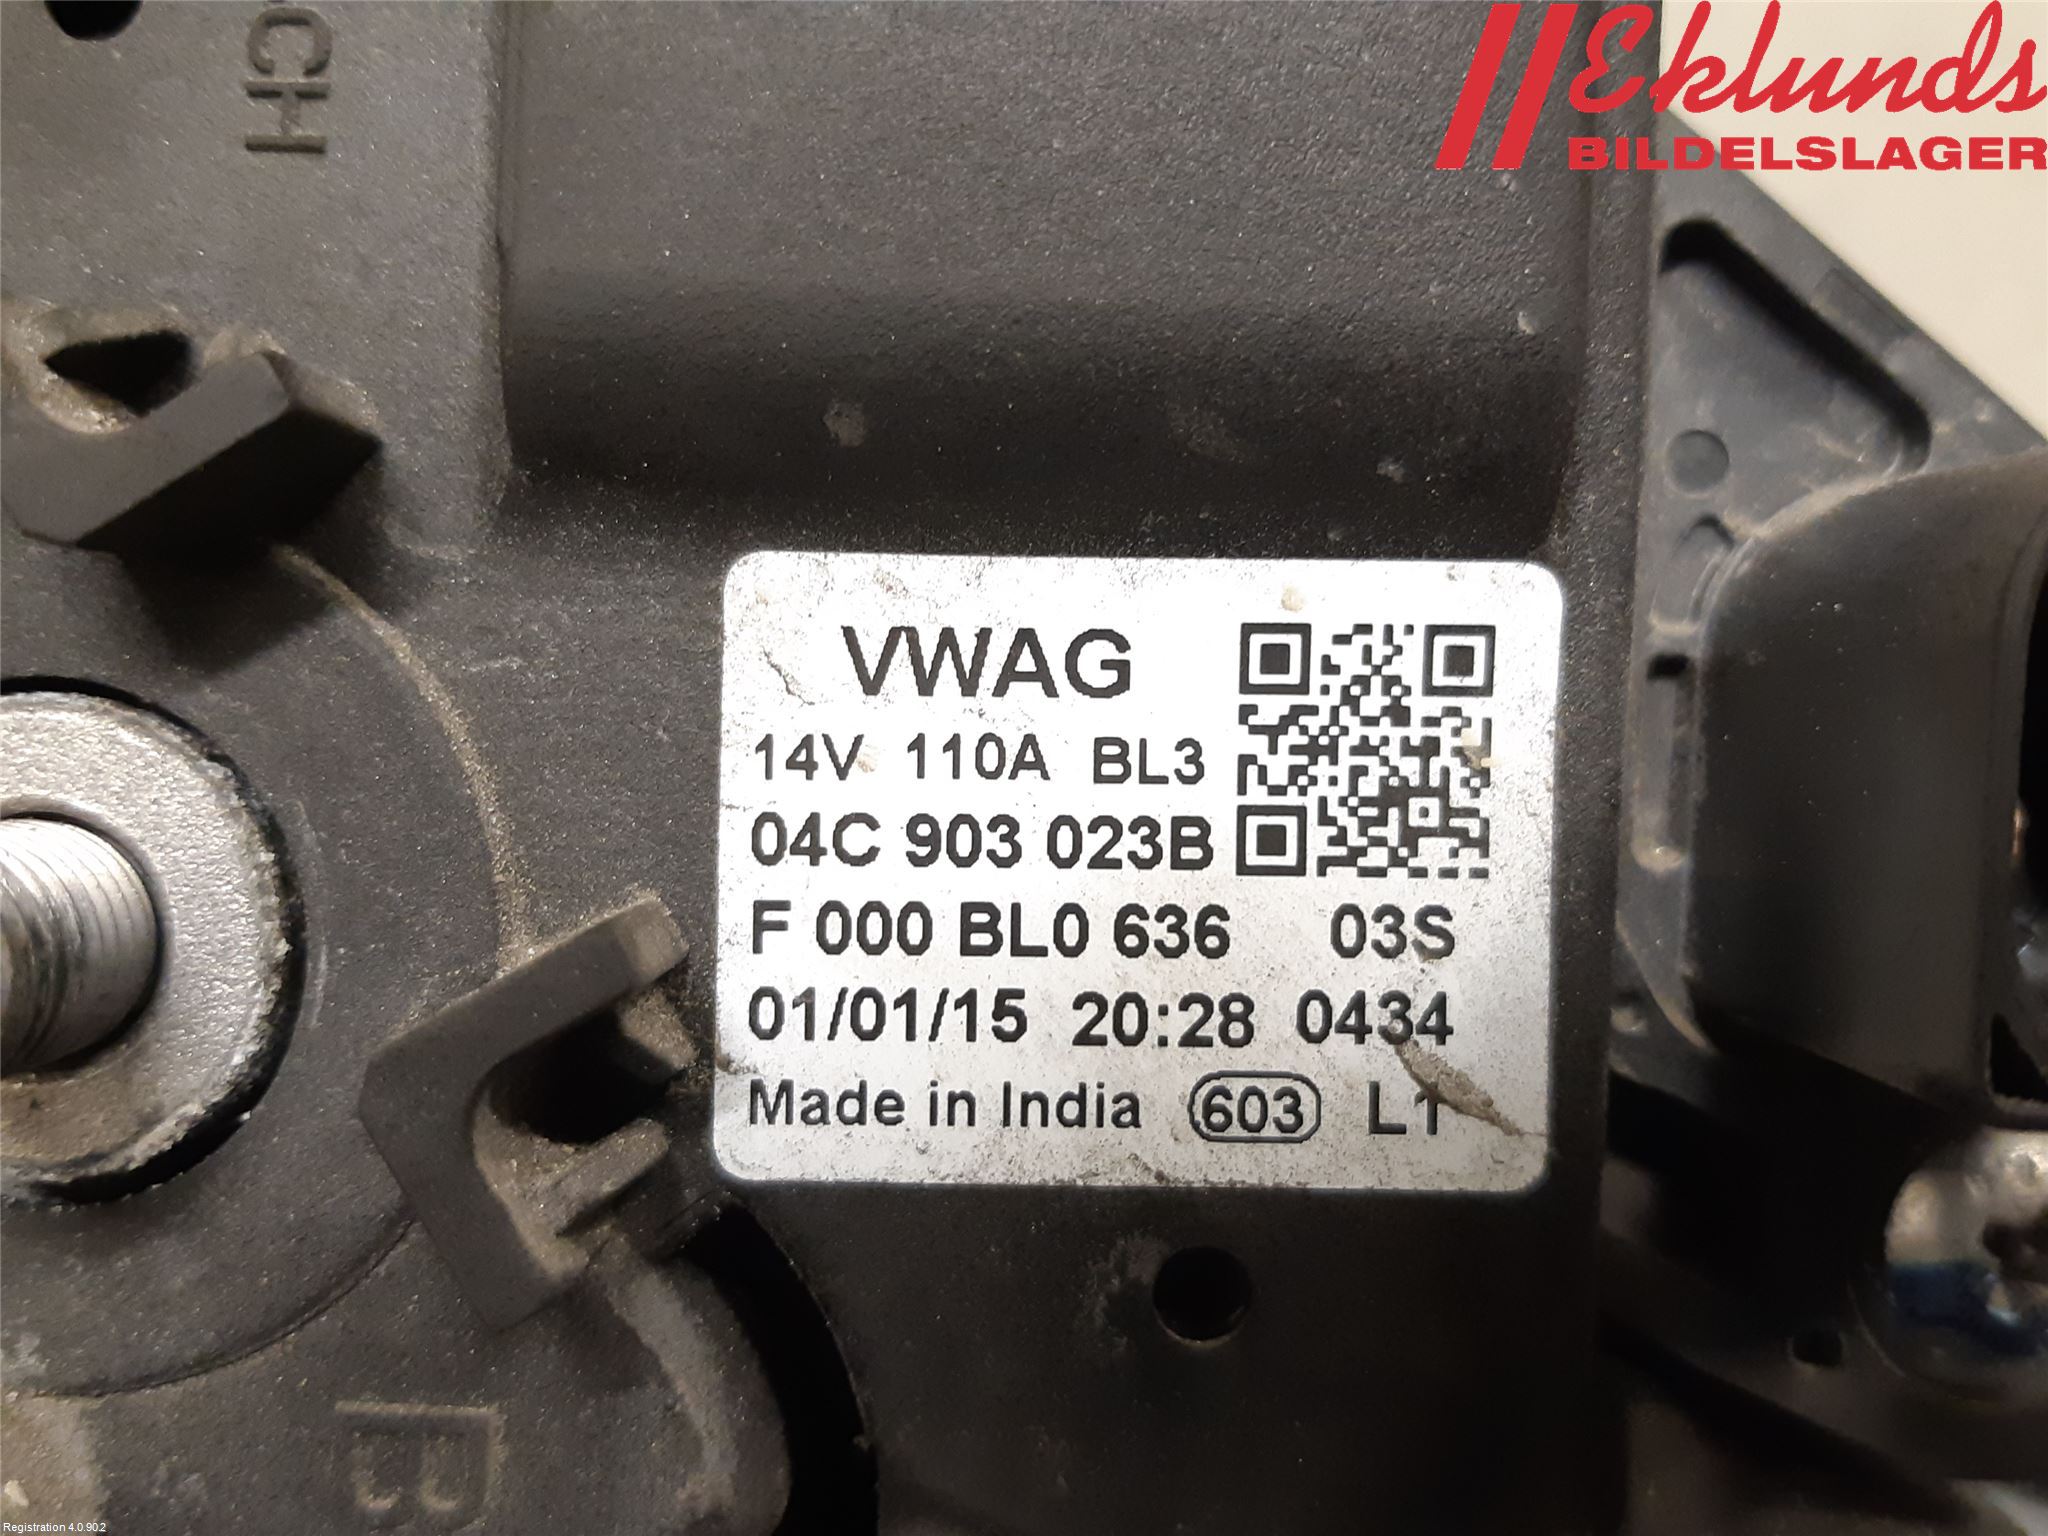 CH
Eklunds
BILDELSLAGER
VWAG
14V 110A BL3
04C 903 023B
F 000 BL0 636 03S
01/01/15 20:28 0434
Made in India 603 L1
B
Registration 4.0.902